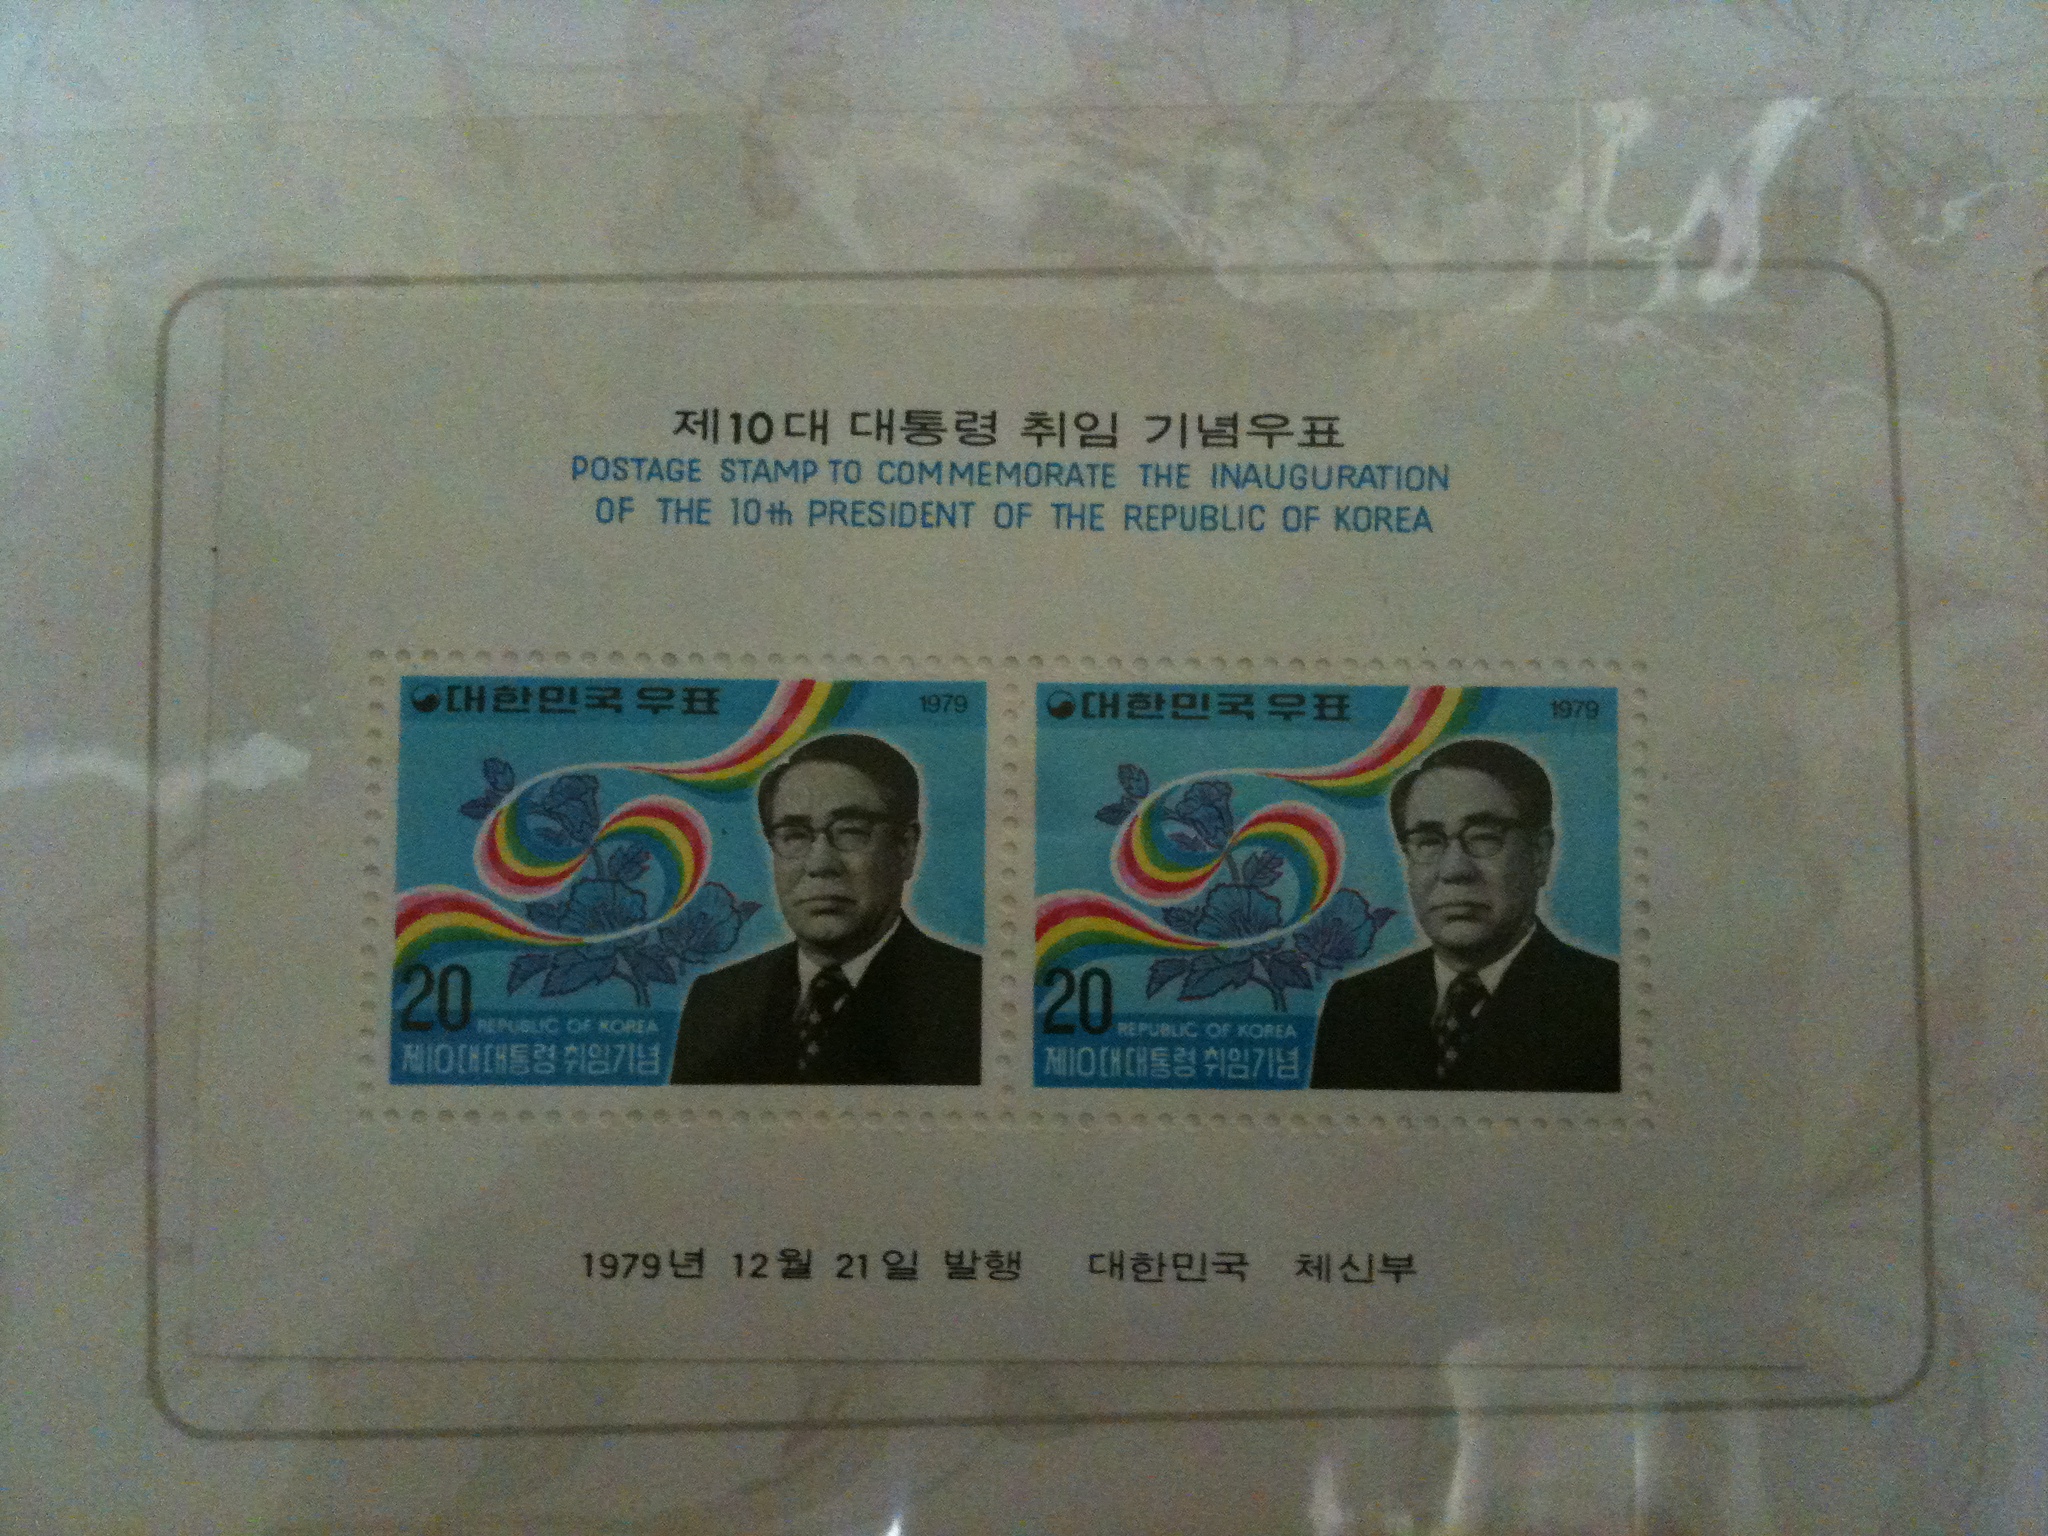 제10대 대통령 취임 기념우표
POSTAGE STAMP TO COMMEMORATE THE INAUGURATION
OF THE 10th PRESIDENT OF THE REPUBLIC OF KOREA
대한민국 우표 1979
20 REPUBLIC OF KOREA
제10대 대통령 취임기념
대한민국 우표 1979
20 REPUBLIC OF KOREA
제10대 대통령 취임기념
1979년 12월 21일 발행 대한민국 체신부